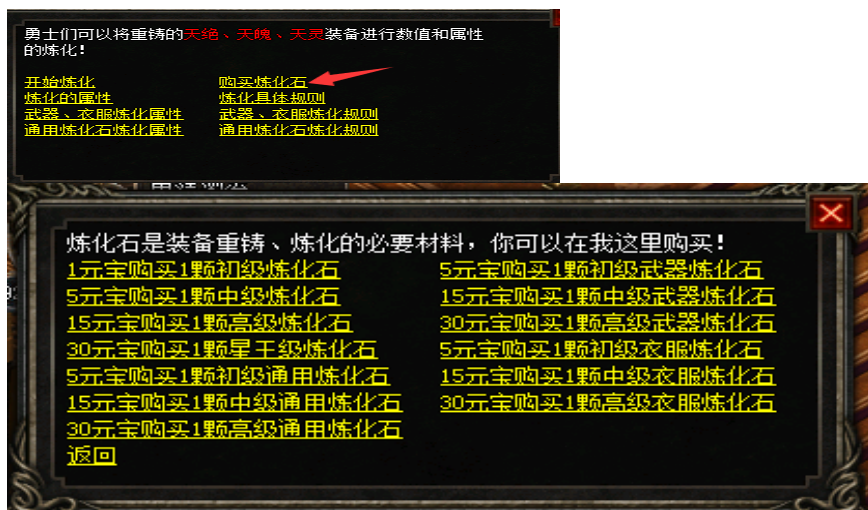 勇士们可以将重铸的天绝、天魄、天灵装备进行数值和属性
的炼化!
开始炼化 购买炼化石
炼化的属性 炼化具体规则
武器、衣服炼化属性 武器、衣服炼化规则
通用炼化石炼化属性 通用炼化石炼化规则
炼化石是装备重铸、炼化的必要材料，你可以在我这里购买!
1元宝购买1颗初级炼化石 5元宝购买1颗初级武器炼化石
5元宝购买1颗中级炼化石 15元宝购买1颗中级武器炼化石
15元宝购买1颗高级炼化石 30元宝购买1颗高级武器炼化石
30元宝购买1颗星王级炼化石 5元宝购买1颗初级衣服炼化石
5元宝购买1颗初级通用炼化石 15元宝购买1颗中级衣服炼化石
15元宝购买1颗中级通用炼化石 30元宝购买1颗高级衣服炼化石
30元宝购买1颗高级通用炼化石
返回